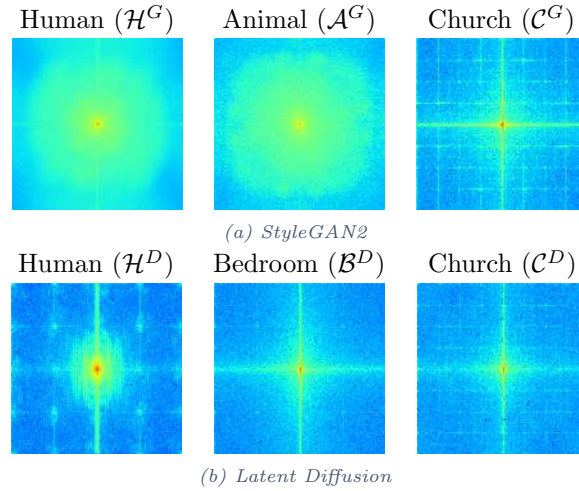 Human (ℋ^G) Animal (𝒜^G) Church (𝒞^G)
(a) StyleGAN2
Human (ℋ^D) Bedroom (ℬ^D) Church (𝒞^D)
(b) Latent Diffusion